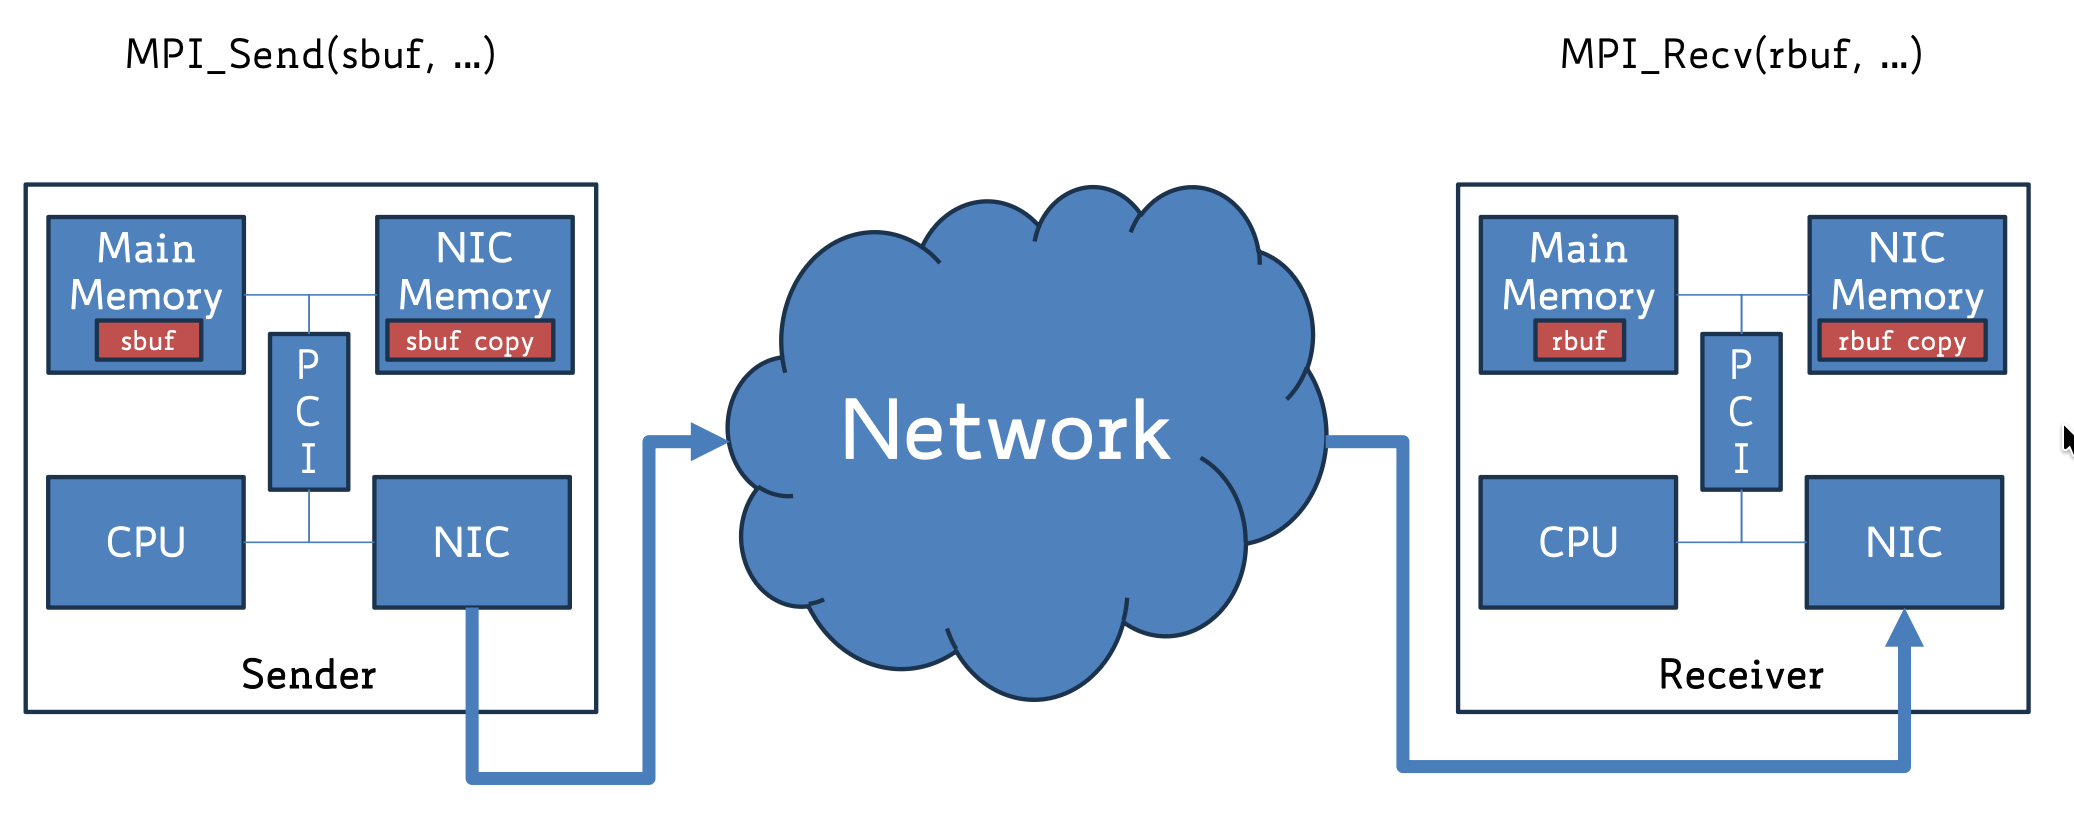 MPI_Send(sbuf, ...)
MPI_Recv(rbuf, ...)
Main
Memory
sbuf
NIC
Memory
sbuf copy
P
C
I
CPU
NIC
Sender
Network
Main
Memory
rbuf
NIC
Memory
rbuf copy
P
C
I
CPU
NIC
Receiver